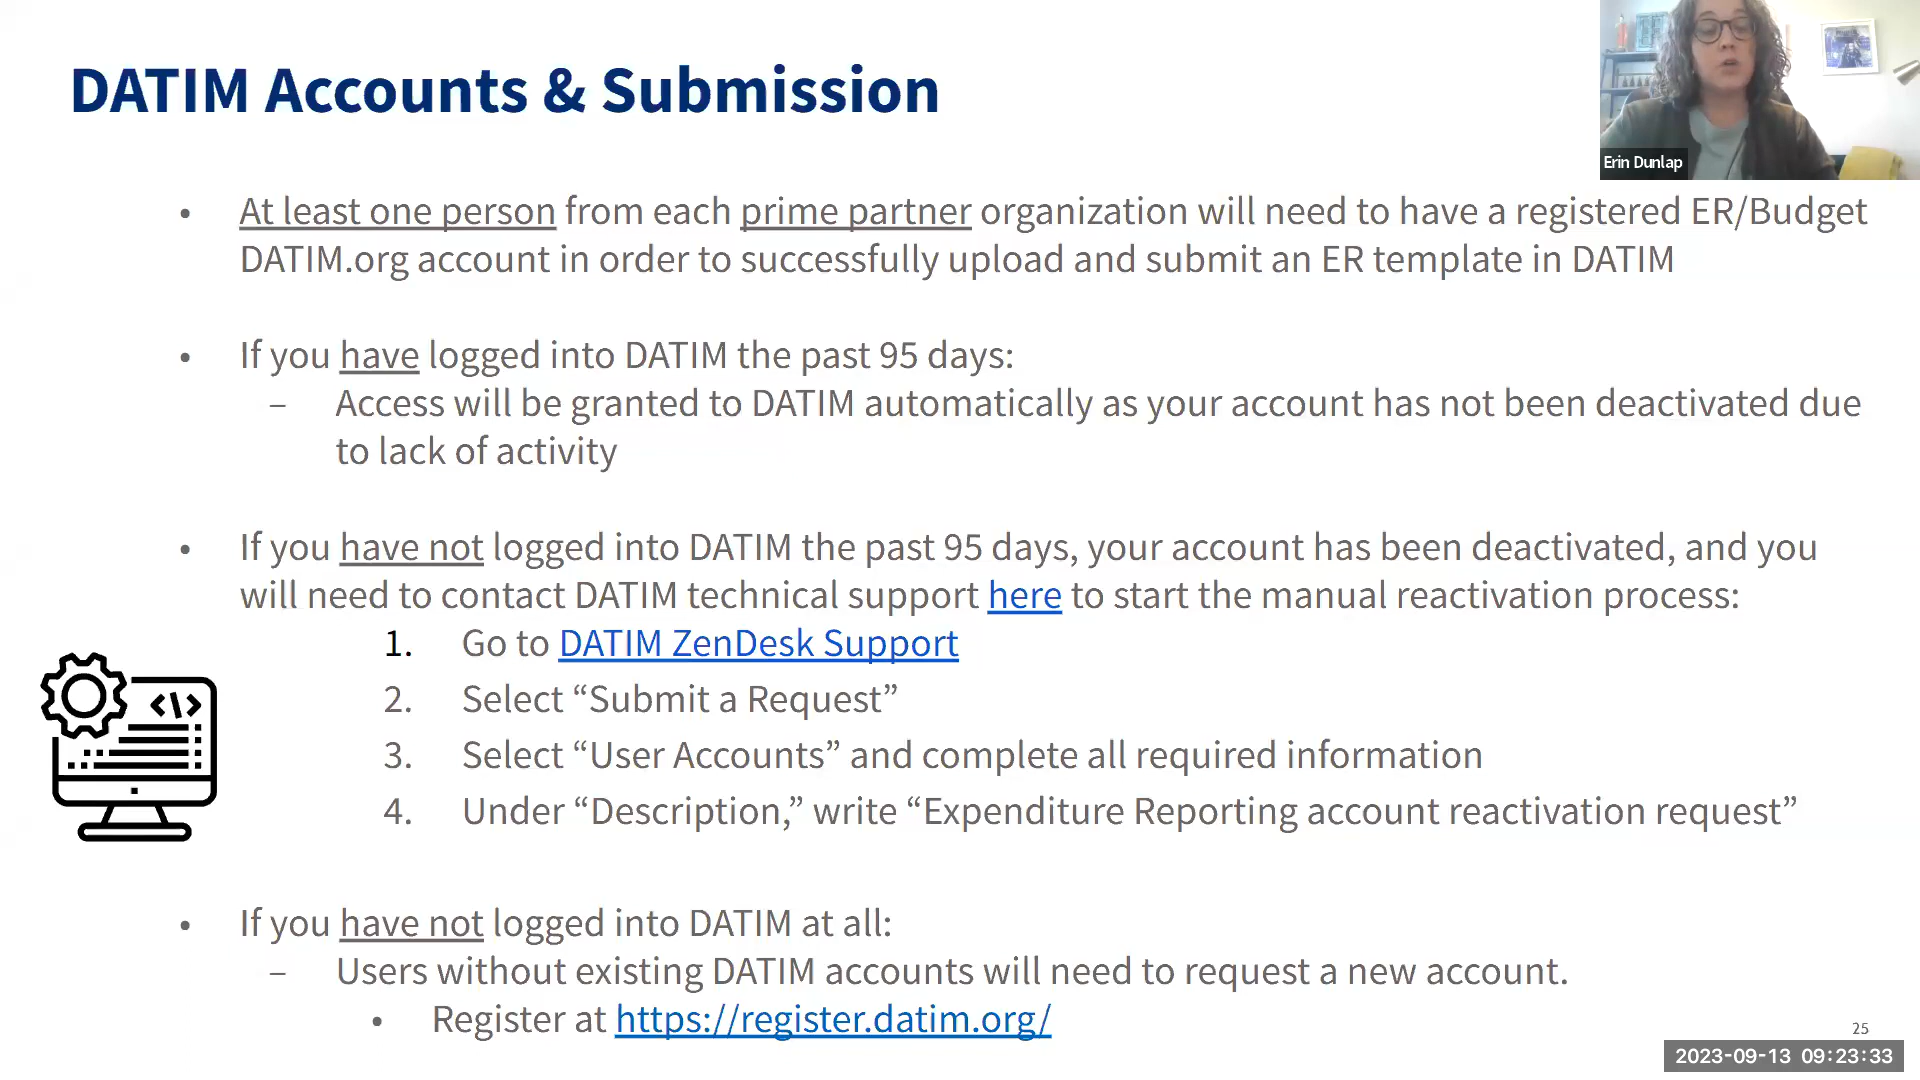 DATIM Accounts & Submission
Erin Dunlap
• At least one person from each prime partner organization will need to have a registered ER/Budget
DATIM.org account in order to successfully upload and submit an ER template in DATIM
• If you have logged into DATIM the past 95 days:
– Access will be granted to DATIM automatically as your account has not been deactivated due
to lack of activity
• If you have not logged into DATIM the past 95 days, your account has been deactivated, and you
will need to contact DATIM technical support here to start the manual reactivation process:
1. Go to DATIM ZenDesk Support
2. Select “Submit a Request”
3. Select “User Accounts” and complete all required information
4. Under “Description,” write “Expenditure Reporting account reactivation request”
• If you have not logged into DATIM at all:
– Users without existing DATIM accounts will need to request a new account.
• Register at https://register.datim.org/
25
2023-09-13 09:23:33